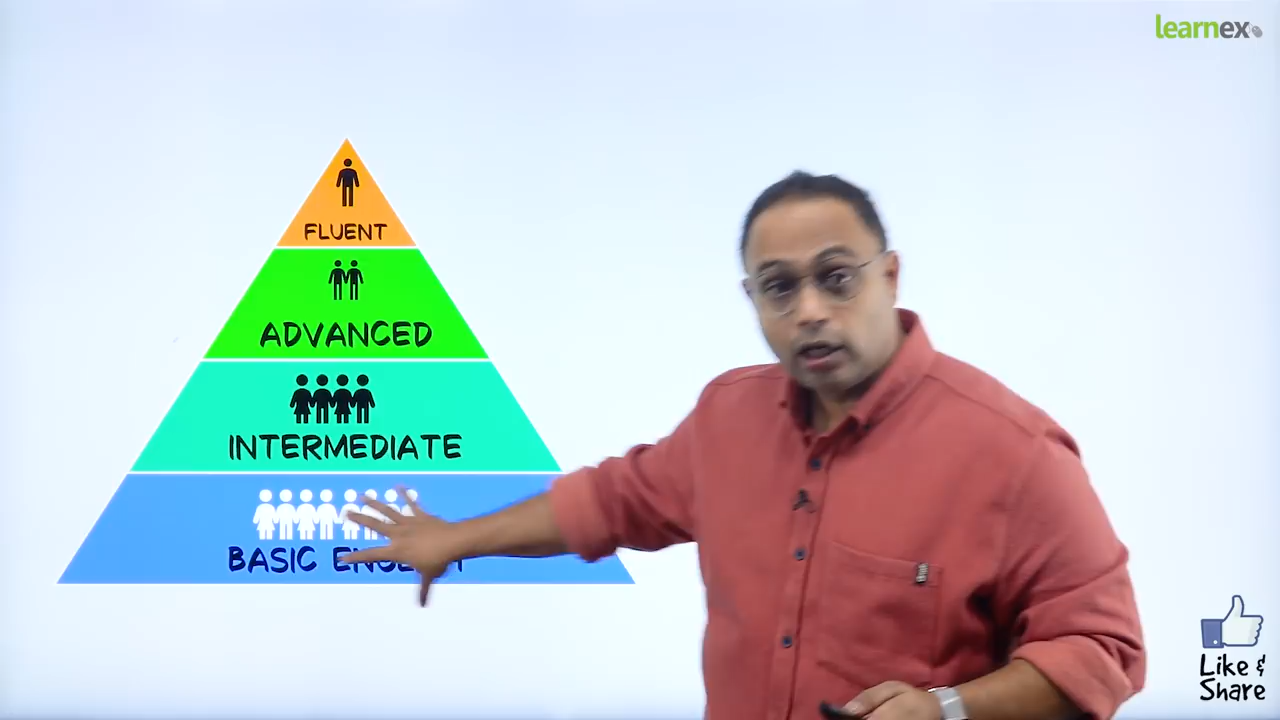 learnex
FLUENT
ADVANCED
INTERMEDIATE
BASIC
Like &
Share